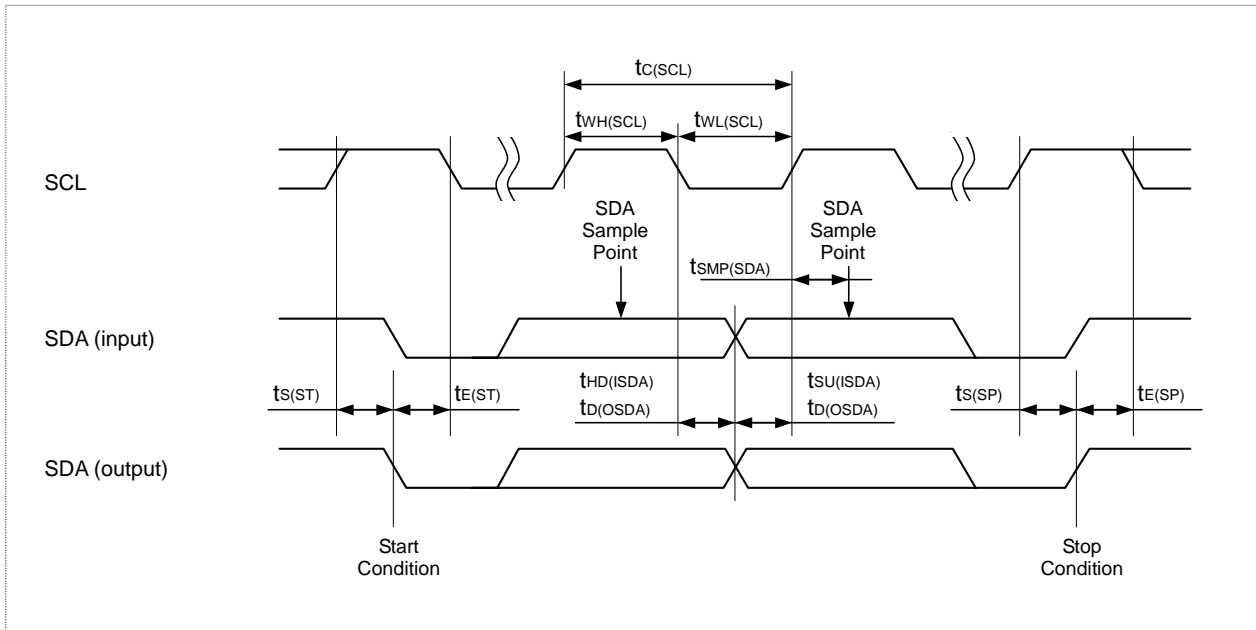 tC(SCL)
tWH(SCL) tWL(SCL)
SCL
SDA
Sample
Point
SDA
Sample
Point
tSMP(SDA)
SDA (input)
tS(ST)
tE(ST)
tHD(ISDA)
tD(OSDA)
tSU(ISDA)
tD(OSDA)
tS(SP)
tE(SP)
SDA (output)
Start
Condition
Stop
Condition